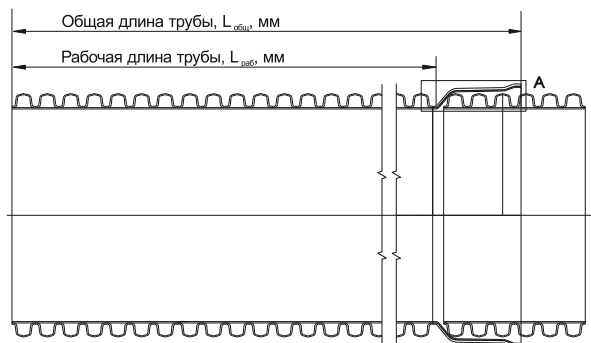 Общая длина трубы, L общ, мм
Рабочая длина трубы, L раб, мм
А